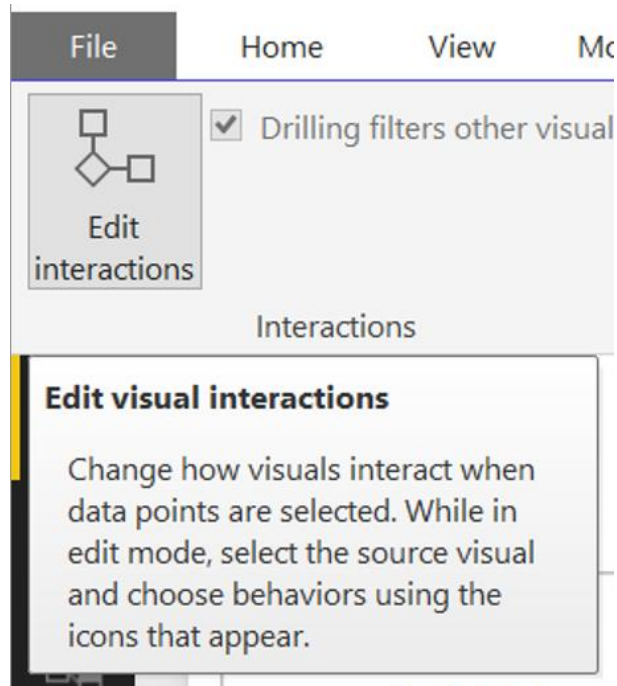 File Home View
Drilling filters other visual
Edit
interactions
Interactions
Edit visual interactions
Change how visuals interact when
data points are selected. While in
edit mode, select the source visual
and choose behaviors using the
icons that appear.